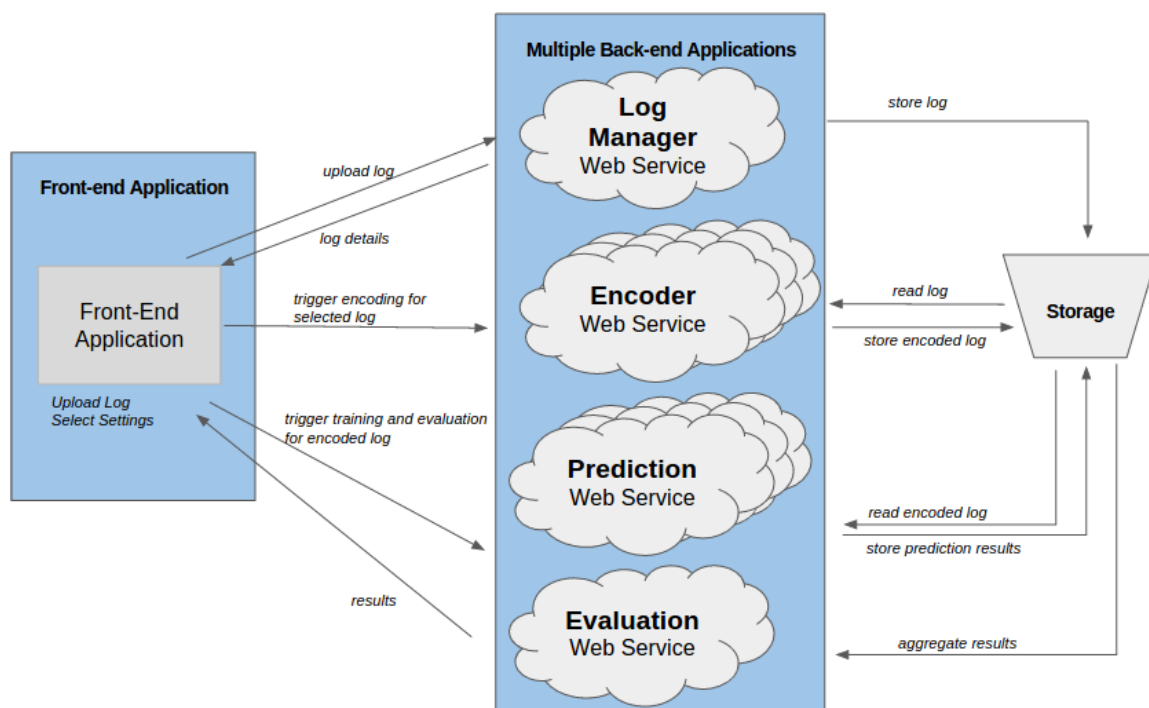 Multiple Back-end Applications
Log
Manager
Web Service
store log
upload log
Front-end Application
log details
Front-End
Application
trigger encoding for
selected log
Encoder
Web Service
read log
store encoded log
Storage
Upload Log
Select Settings
trigger training and evaluation
for encoded log
Prediction
Web Service
read encoded log
store prediction results
results
Evaluation
Web Service
aggregate results